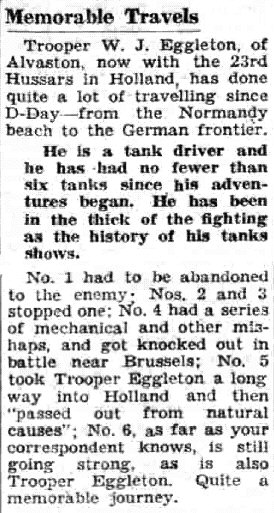 Memorable Travels
Trooper W. J. Eggleton, of
Alvaston, now with the 23rd
Hussars in Holland, has done
quite a lot of travelling since
D-Day—from the Normandy
beach to the German frontier.
He is a tank driver and
he has had no fewer than
six tanks since his adven-
tures began. He has been
in the thick of the fighting
as the history of his tanks
shows.
No. 1 had to be abandoned
to the enemy; Nos. 2 and 3
stopped one; No. 4 had a series
of mechanical and other mis-
haps, and got knocked out in
battle near Brussels; No. 5
took Trooper Eggleton a long
way into Holland and then
"passed out from natural
causes"; No. 6, as far as your
correspondent knows, is still
going strong, as is also
Trooper Eggleton. Quite a
memorable journey.